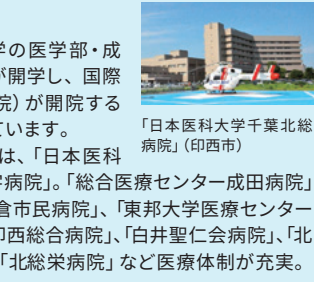 学の医学部・成
が開学し、国際
院）が開院する
ています。
は、「日本医科
病院」。「総合医療センター成田病院」
倉市民病院」、「東邦大学医療センター
印西総合病院」、「白井聖仁会病院」、「北
「北総栄病院」など医療体制が充実。
「日本医科大学千葉北総
病院」（印西市）